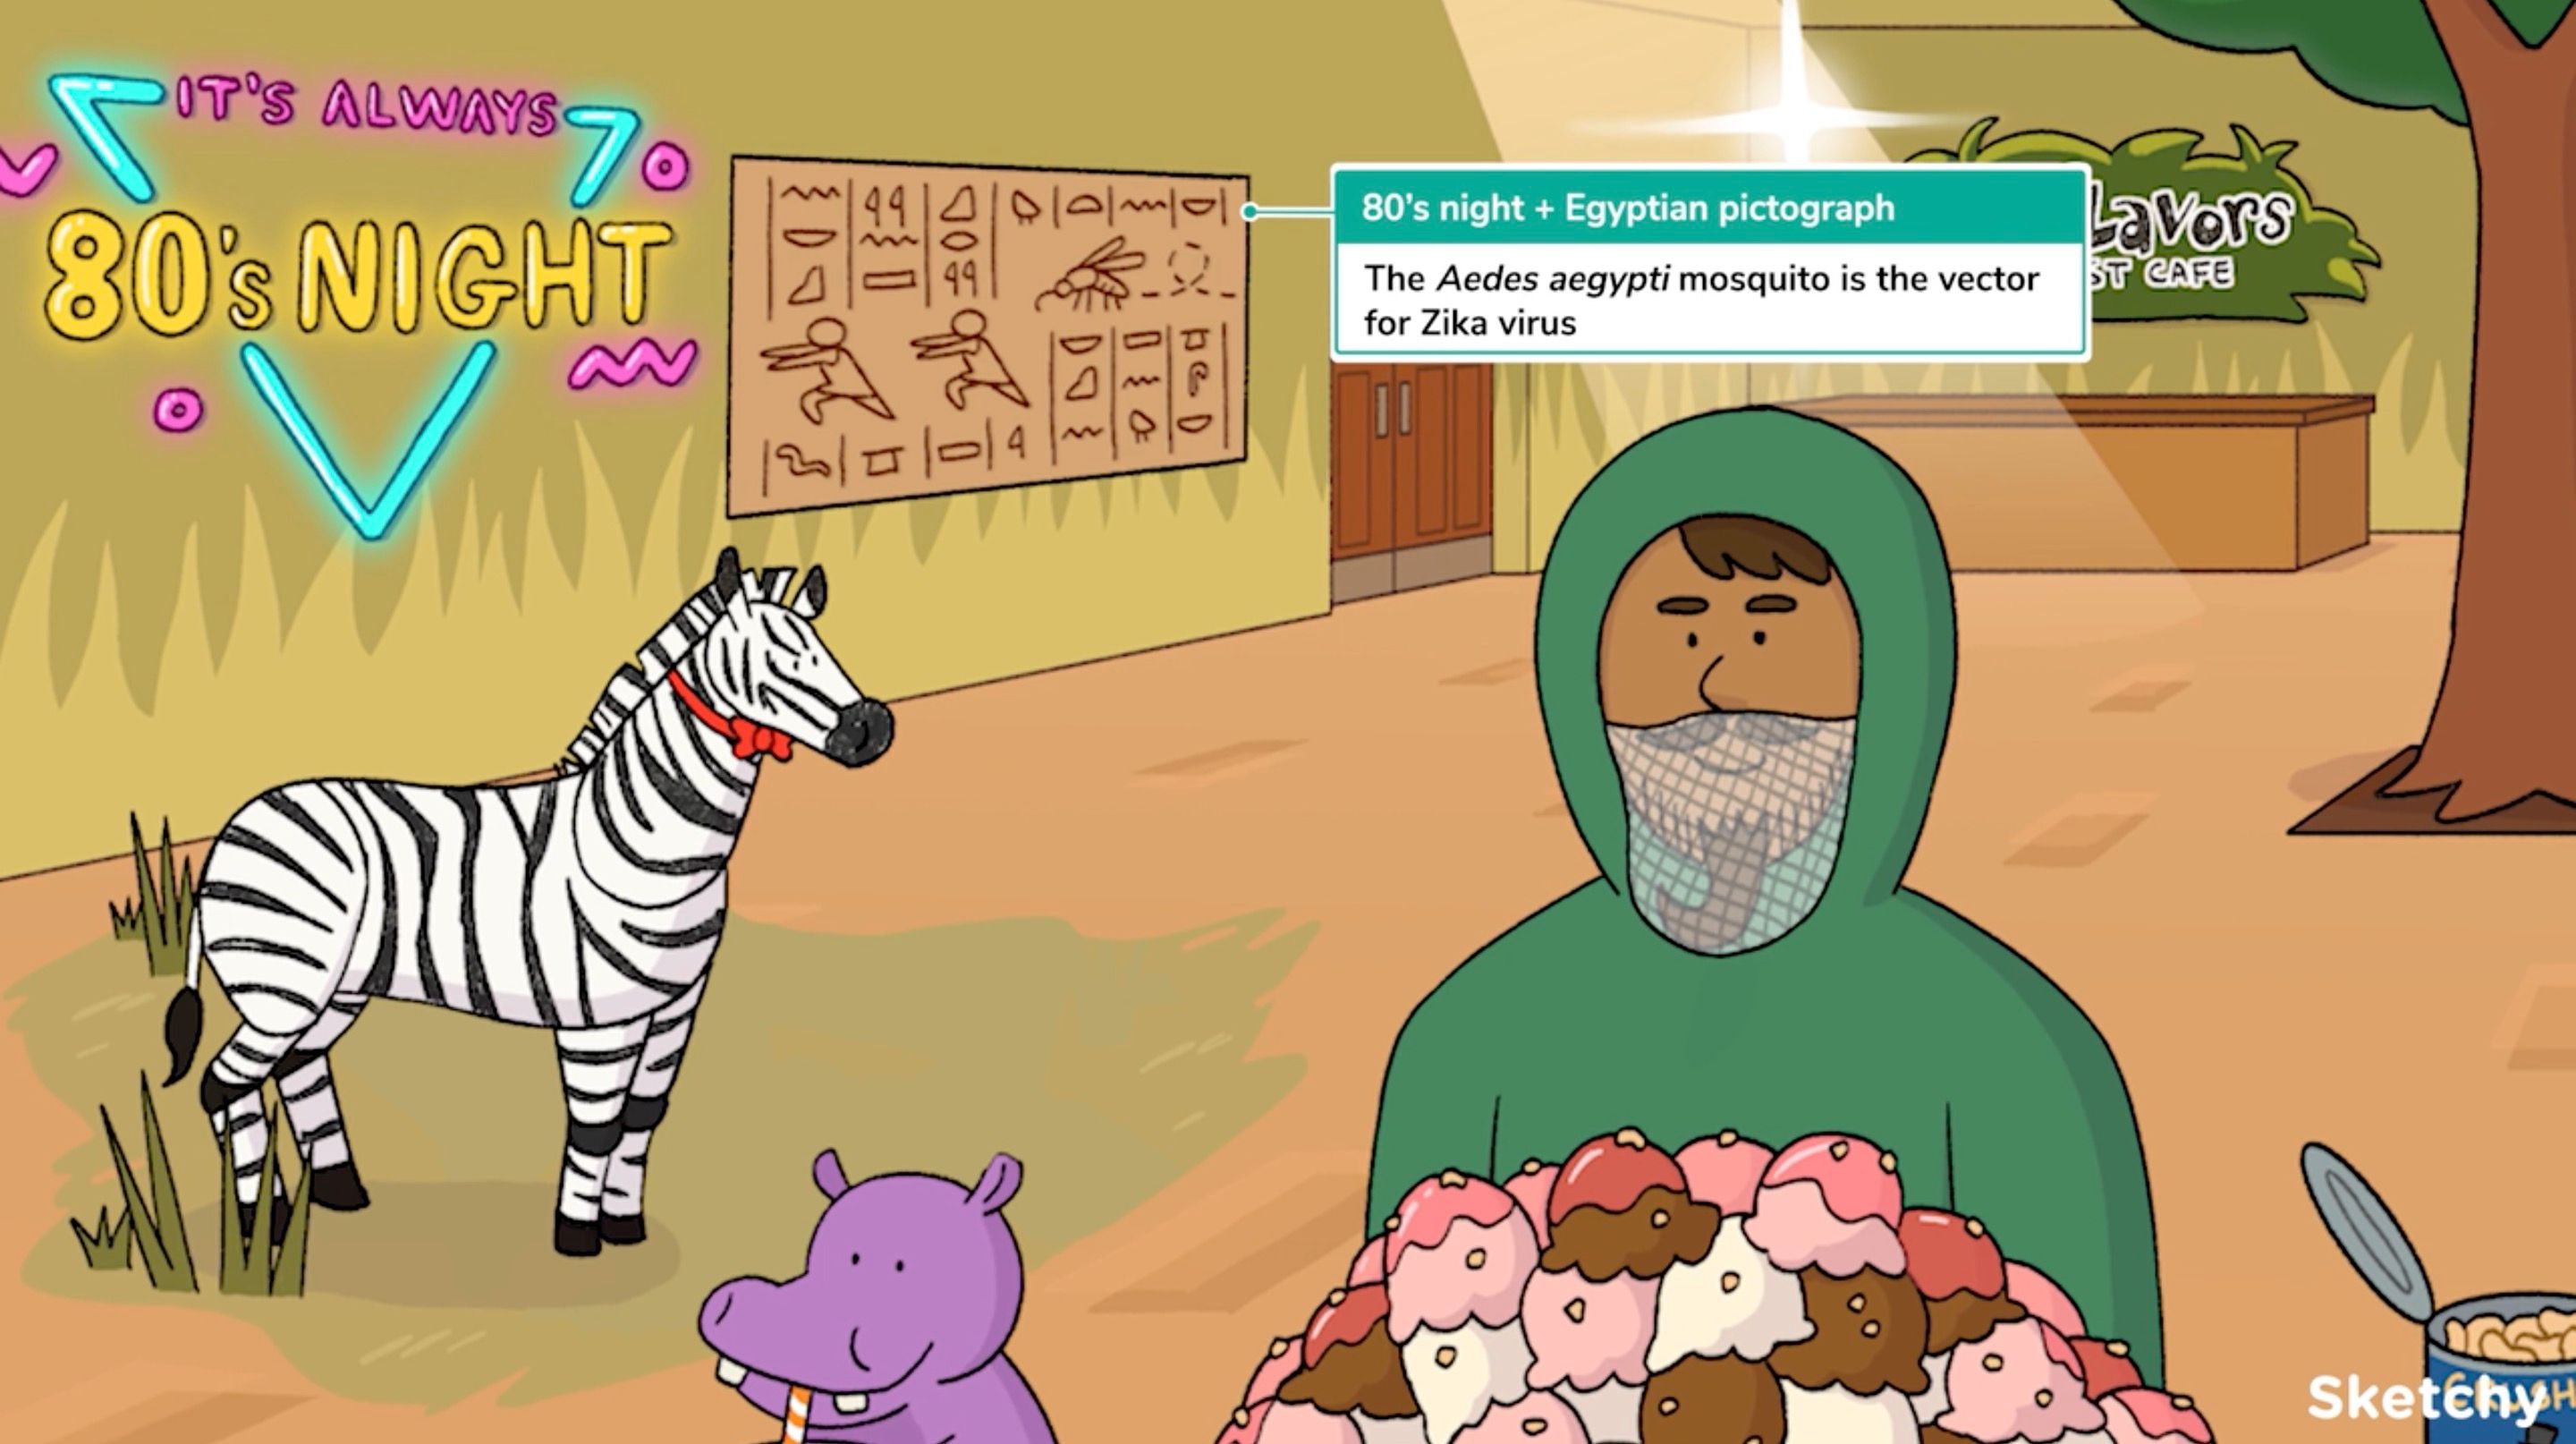 IT'S ALWAYS
80's NIGHT
80's night + Egyptian pictograph
The Aedes aegypti mosquito is the vector
for Zika virus
Lavors
ST CAFE
Sketchy